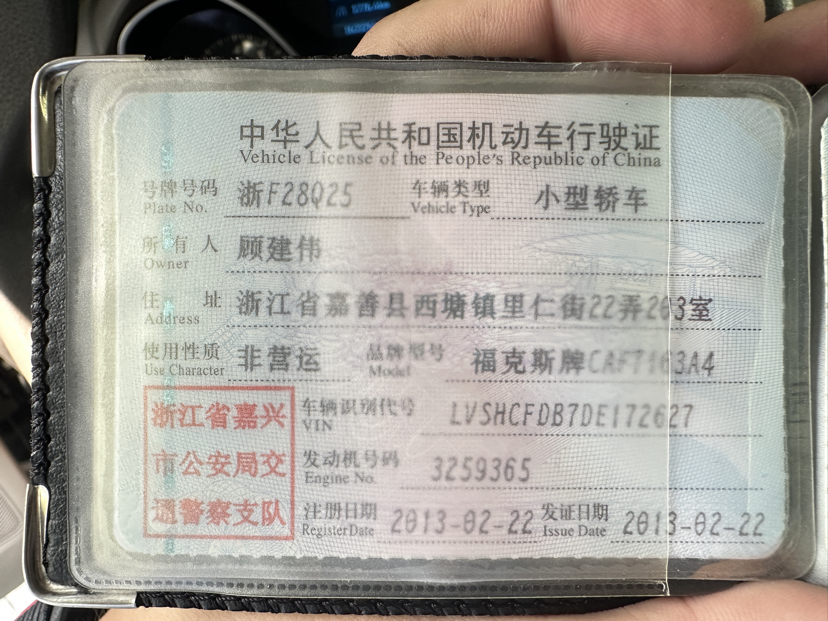 中华人民共和国机动车行驶证
Vehicle License of the People's Republic of China
号牌号码 浙F28Q25 车辆类型 小型轿车
Plate No. Vehicle Type
所有人 顾建伟
Owner
住址 浙江省嘉善县西塘镇里仁街22弄203室
Address
使用性质 非营运 品牌型号 福克斯牌CAF7163A4
Use Character Model
浙江省嘉兴
市公安局交
通警察支队
车辆识别代号 LVSHCFDB7DE172627
VIN
发动机号码 3259365
Engine No.
注册日期 2013-02-22 发证日期 2013-02-22
Register Date Issue Date